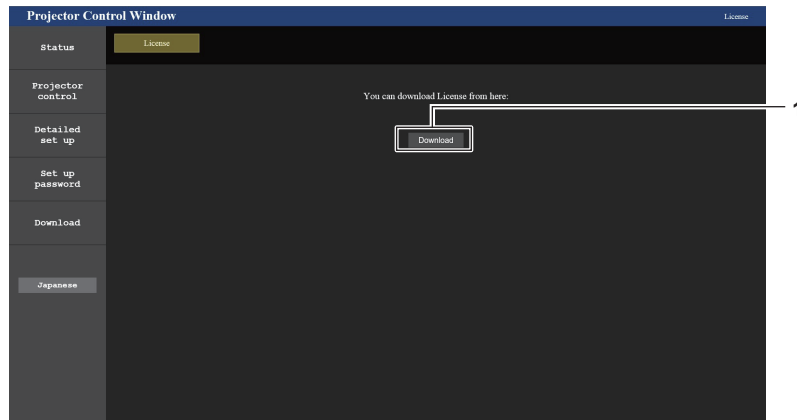 Projector Control Window
License
Status
License
Projector
control
You can download License from here:
1
Download
Detailed
set up
Set up
password
Download
Japanese